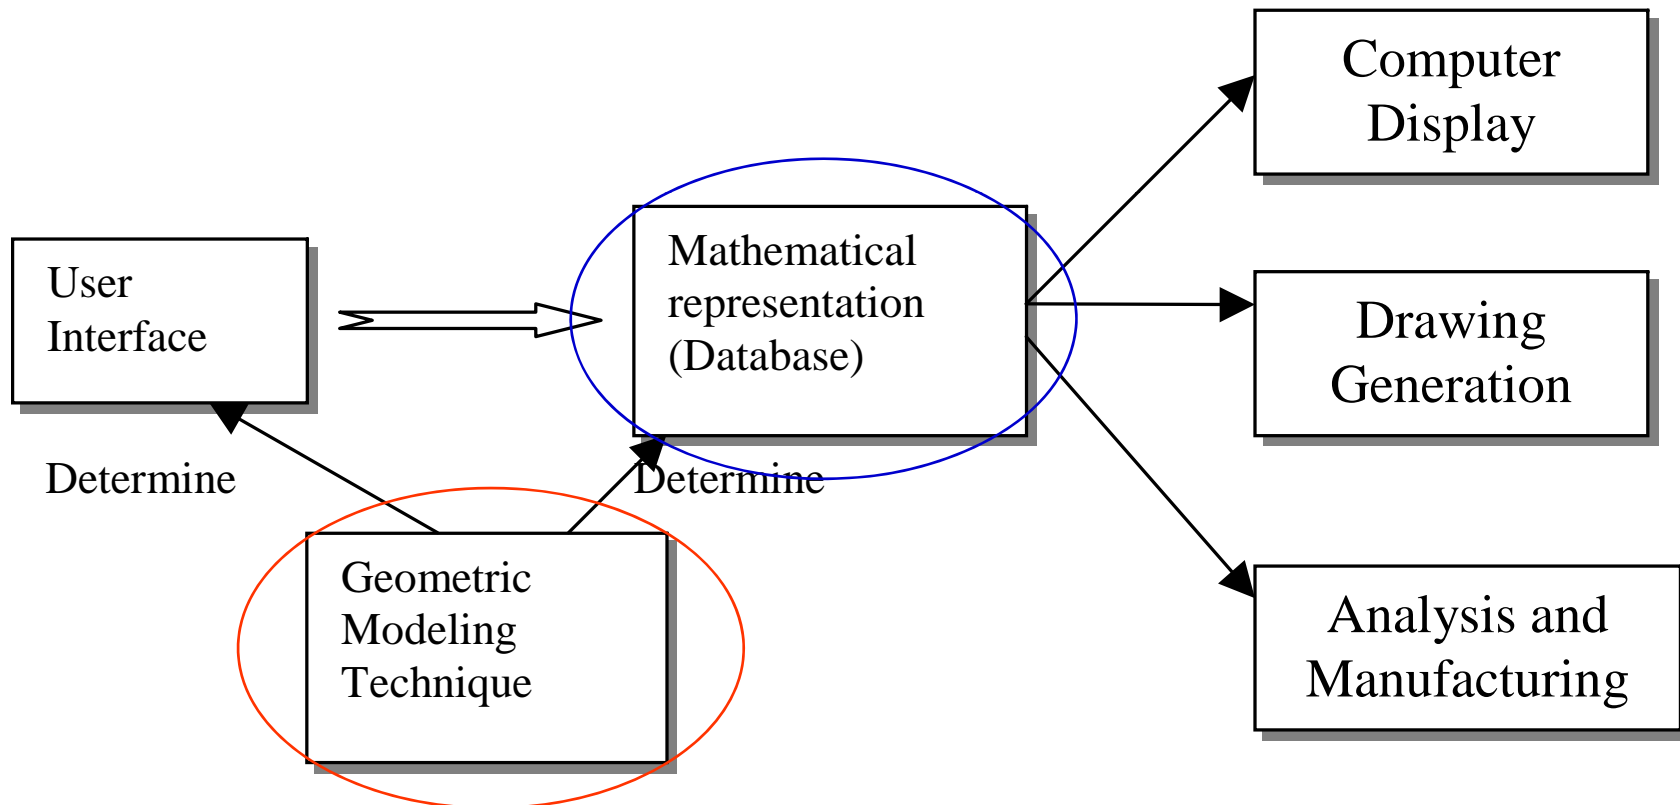 Computer
Display
User
Interface
Mathematical
representation
(Database)
Drawing
Generation
Determine
Determine
Geometric
Modeling
Technique
Analysis and
Manufacturing